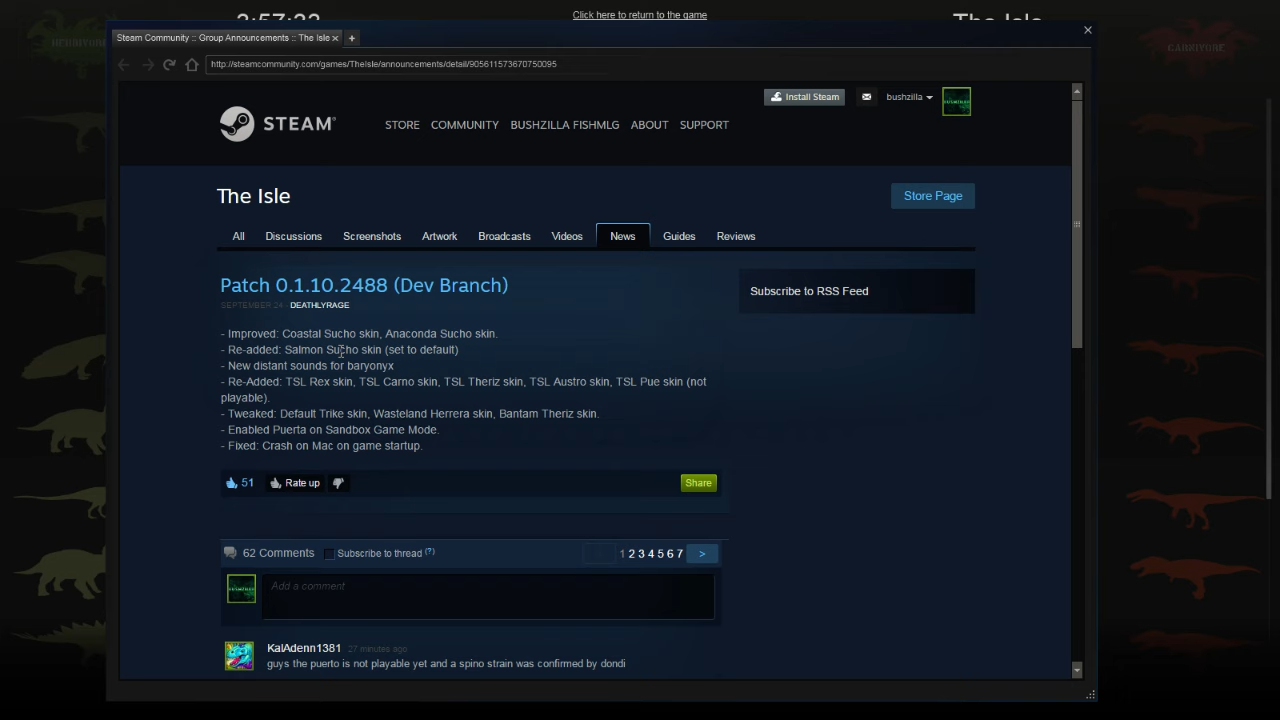 Click here to return to the game
The Isle
HERBIVORE
CARNIVORE
Steam Community :: Group Announcements :: The Isle
http://steamcommunity.com/games/TheIsle/announcements/detail/905611573670750095
Install Steam
bushzilla
STEAM
STORE COMMUNITY BUSHZILLA FISHMLG ABOUT SUPPORT
The Isle
Store Page
All Discussions Screenshots Artwork Broadcasts Videos News Guides Reviews
Patch 0.1.10.2488 (Dev Branch)
SEPTEMBER 24 DEATHLYRAGE
Subscribe to RSS Feed
- Improved: Coastal Sucho skin, Anaconda Sucho skin.
- Re-added: Salmon Sucho skin (set to default)
- New distant sounds for baryonyx
- Re-Added: TSL Rex skin, TSL Carno skin, TSL Theriz skin, TSL Austro skin, TSL Pue skin (not
playable).
- Tweaked: Default Trike skin, Wasteland Herrera skin, Bantam Theriz skin.
- Enabled Puerta on Sandbox Game Mode.
- Fixed: Crash on Mac on game startup.
51 Rate up Share
62 Comments Subscribe to thread (?) 1 2 3 4 5 6 7 >
Add a comment
KalAdenn1381 27 minutes ago
guys the puerto is not playable yet and a spino strain was confirmed by dondi